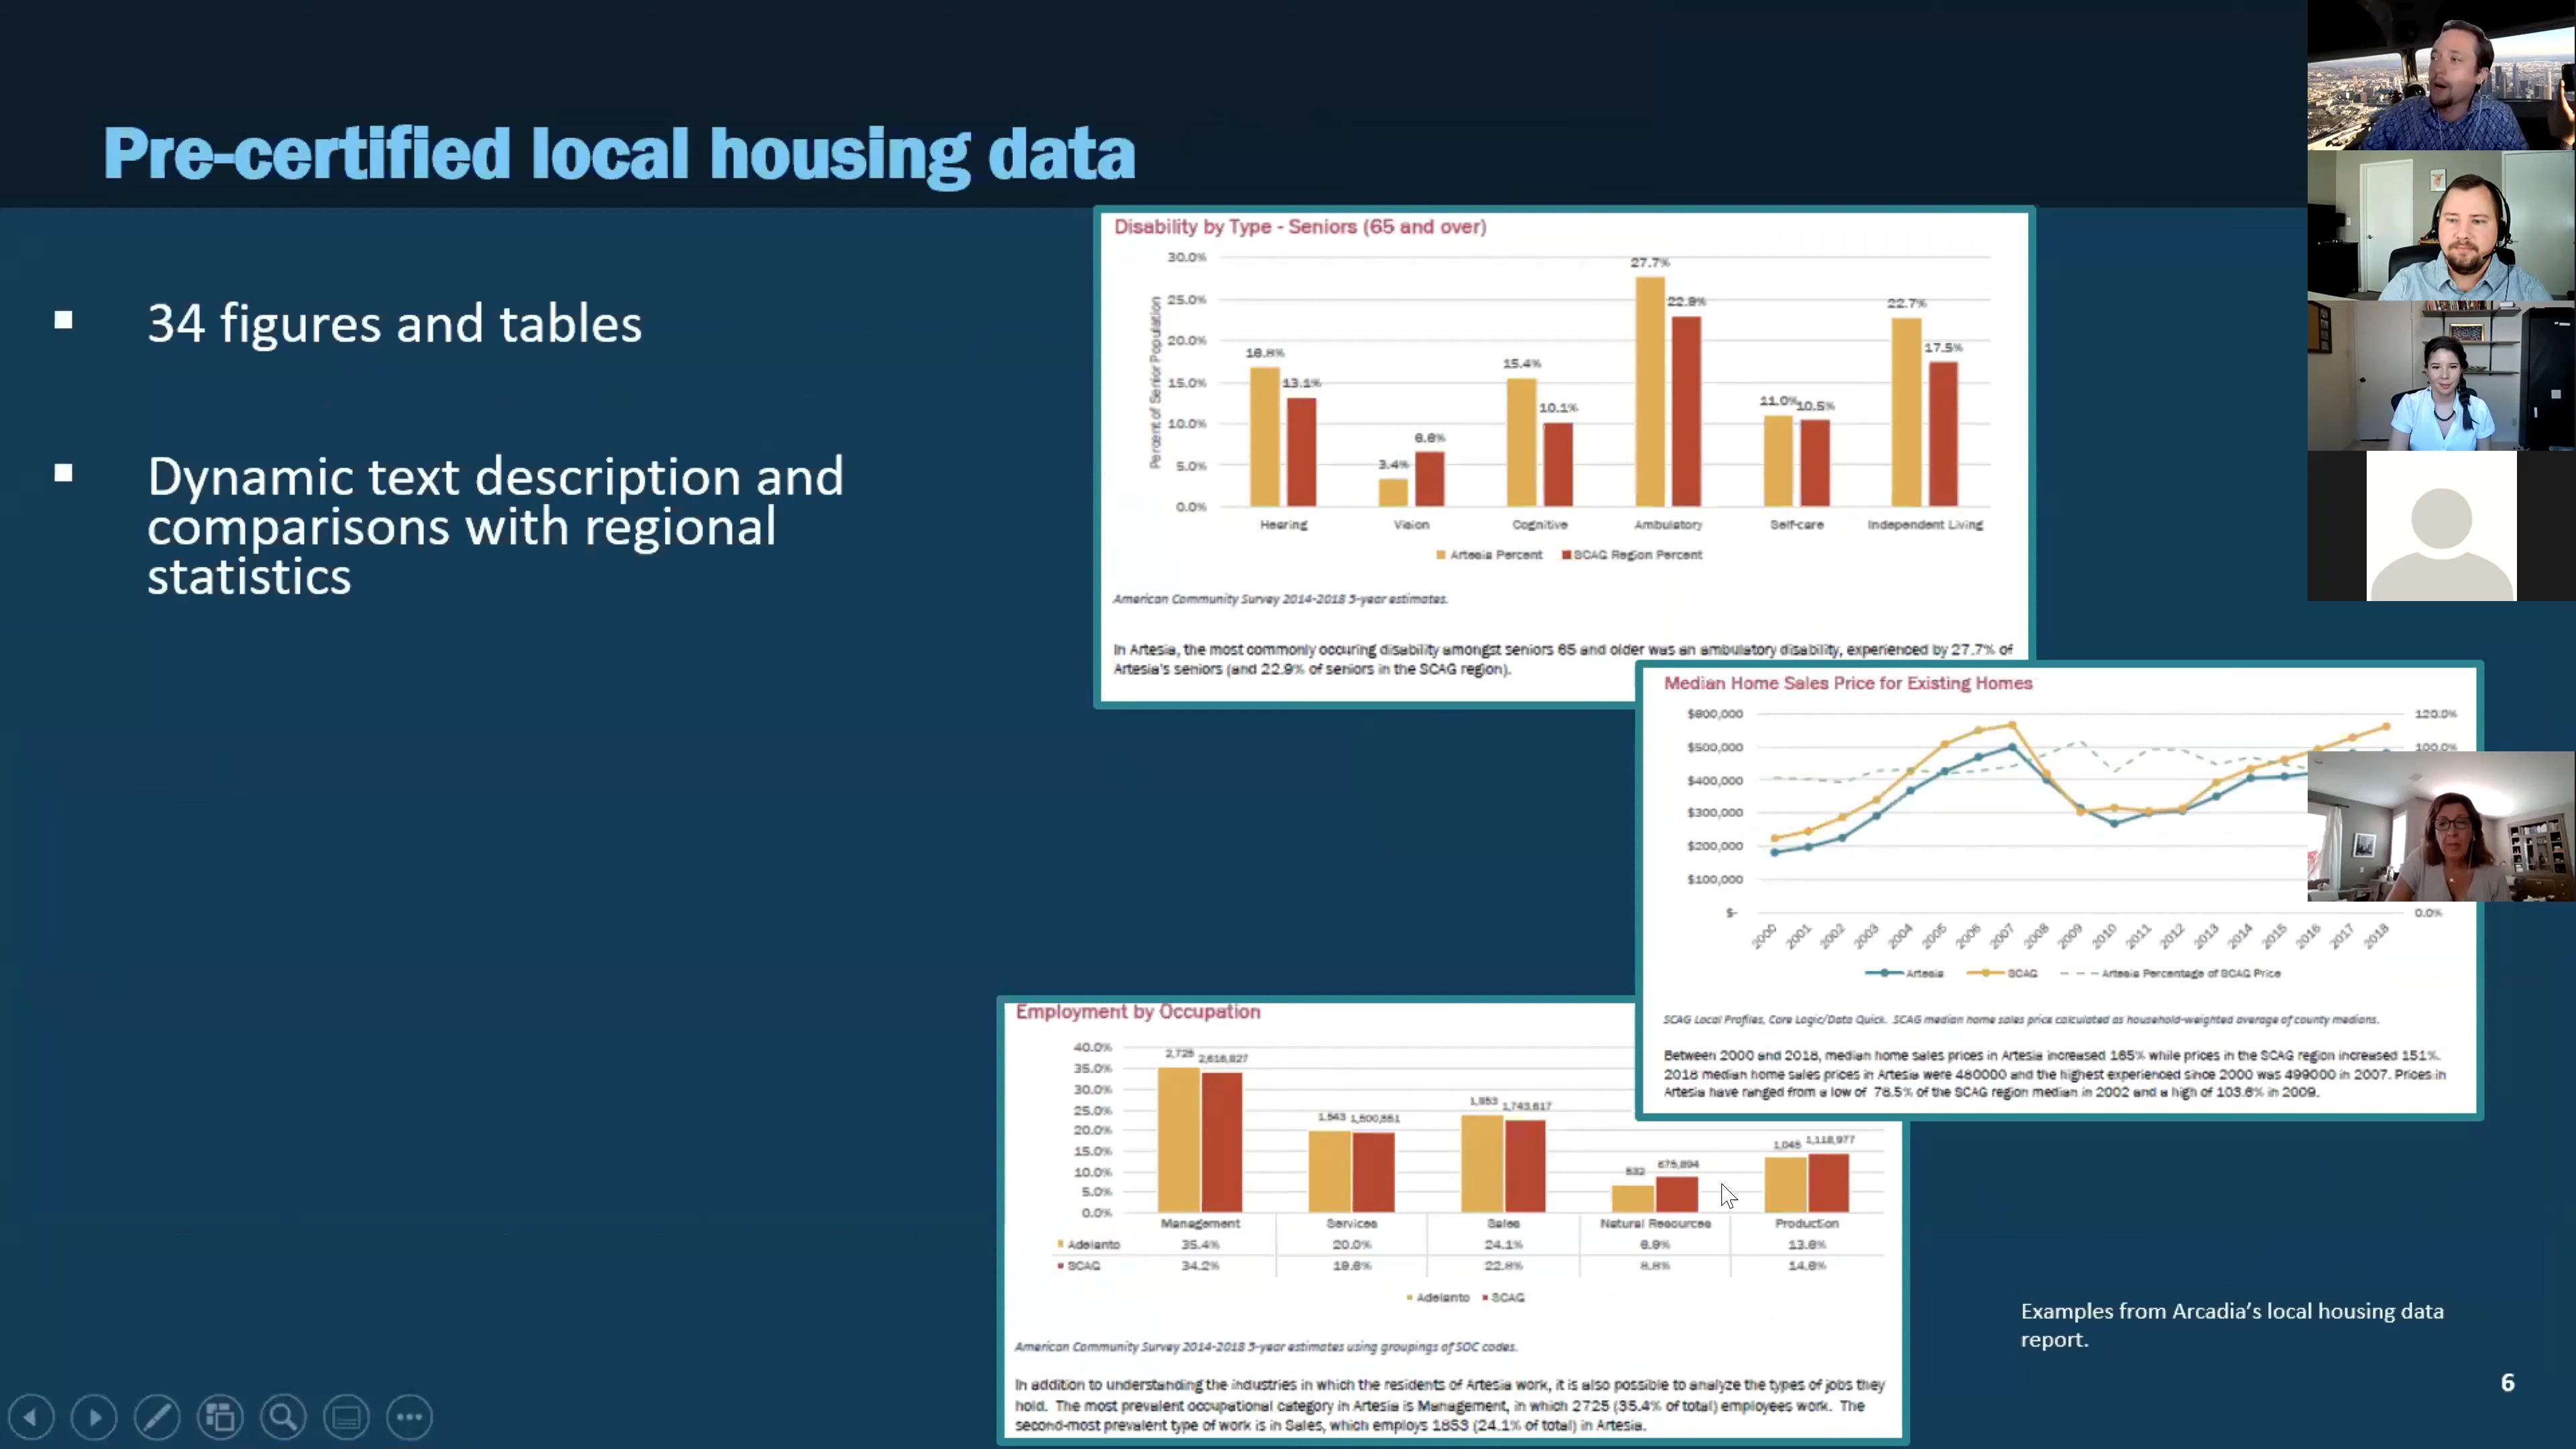 Pre-certified local housing data
34 figures and tables
Dynamic text description and
comparisons with regional
statistics
Disability by Type - Seniors (65 and over)
Percent of Senior Population
30.0%
25.0%
20.0%
15.0%
10.0%
5.0%
0.0%
16.8% 13.1%
3.4% 6.6%
15.4% 10.1%
27.7% 22.9%
11.0% 10.5%
22.7% 17.5%
Hearing Vision Cognitive Ambulatory Self-care Independent Living
Artesia Percent SCAG Region Percent
American Community Survey 2014-2018 5-year estimates.
In Artesia, the most commonly occuring disability amongst seniors 65 and older was an ambulatory disability, experienced by 27.7% of
Artesia's seniors (and 22.9% of seniors in the SCAG region).
Median Home Sales Price for Existing Homes
$600,000 120.0%
$500,000 100.0%
$400,000
$300,000
$200,000
$100,000
$- 0.0%
2000 2001 2002 2003 2004 2005 2006 2007 2008 2009 2010 2011 2012 2013 2014 2015 2016 2017 2018
Artesia SCAG Artesia Percentage of SCAG Price
SCAG Local Profiles, Core Logic/Data Quick. SCAG median home sales price calculated as household-weighted average of county medians.
Between 2000 and 2018, median home sales prices in Artesia increased 165% while prices in the SCAG region increased 151%.
2018 median home sales prices in Artesia were 480000 and the highest experienced since 2000 was 499000 in 2007. Prices in
Artesia have ranged from a low of 78.5% of the SCAG region median in 2002 and a high of 103.6% in 2009.
Employment by Occupation
40.0%
35.0%
30.0%
25.0%
20.0%
15.0%
10.0%
5.0%
0.0%
2,725 2,616,827
1,543 1,500,551
1,853 1,743,617
532
1,045 1,118,977
Management Services Sales Natural Resources Production
Adelanto 35.4% 20.0% 24.1% 6.9% 13.6%
SCAG 34.2% 19.6% 22.8% 8.8% 14.6%
Adelanto SCAG
American Community Survey 2014-2018 5-year estimates using groupings of SOC codes.
In addition to understanding the industries in which the residents of Artesia work, it is also possible to analyze the types of jobs they
hold. The most prevalent occupational category in Artesia is Management, in which 2725 (35.4% of total) employees work. The
second-most prevalent type of work is in Sales, which employs 1853 (24.1% of total) in Artesia.
Examples from Arcadia's local housing data
report.
6